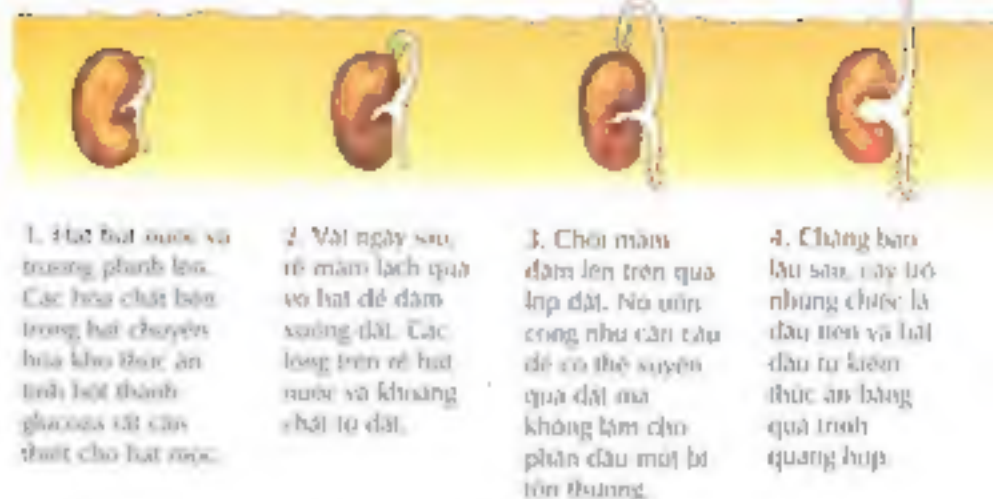 1. Hạt hút nước và
trương phình lên.
Các hóa chất bên
trong hạt chuyển
hóa kho thức ăn
tinh bột thành
glucoza rất cần
thiết cho hạt mọc.
2. Vài ngày sau,
rễ mầm lách qua
vỏ hạt để đâm
xuống đất. Các
lông trên rễ hút
nước và khoáng
chất từ đất.
3. Chồi mầm
đâm lên trên qua
lớp đất. Nó uốn
cong như cần câu
để có thể xuyên
qua đất mà
không làm cho
phần đầu mút bị
tổn thương.
4. Chẳng bao
lâu sau, cây trổ
những chiếc lá
đầu tiên và bắt
đầu tự kiếm
thức ăn bằng
quá trình
quang hợp.